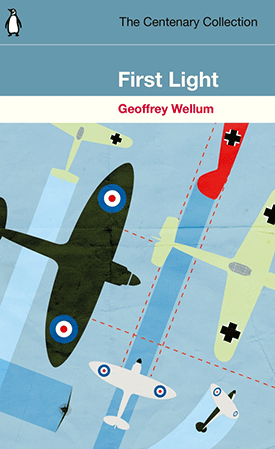 The Centenary Collection
First Light
Geoffrey Wellum